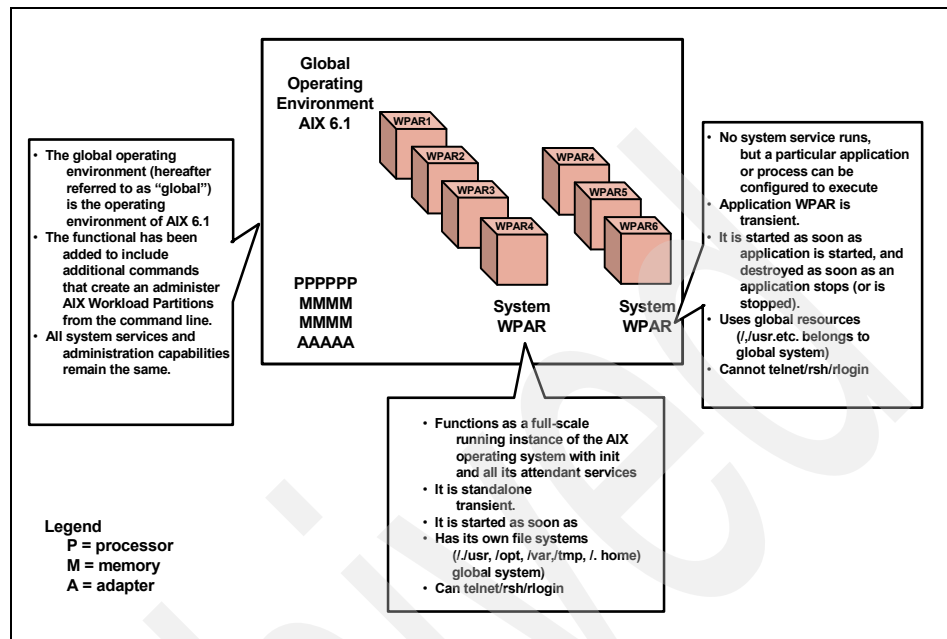 Global
Operating
Environment
AIX 6.1
WPAR1
WPAR2
WPAR3
WPAR4
WPAR4
WPAR5
WPAR6
PPPPPP
MMMM
MMMM
AAAAA
System
WPAR
System
WPAR
• The global operating
environment (hereafter
referred to as “global”)
is the operating
environment of AIX 6.1
• The functional has been
added to include
additional commands
that create an administer
AIX Workload Partitions
from the command line.
• All system services and
administration capabilities
remain the same.
• No system service runs,
but a particular application
or process can be
configured to execute
• Application WPAR is
transient.
• It is started as soon as
application is started, and
destroyed as soon as an
application stops (or is
stopped).
• Uses global resources
(/,/usr.etc. belongs to
global system)
• Cannot telnet/rsh/rlogin
• Functions as a full-scale
running instance of the AIX
operating system with init
and all its attendant services
• It is standalone
transient.
• It is started as soon as
• Has its own file systems
(/./usr, /opt, /var,/tmp, /. home)
global system)
• Can telnet/rsh/rlogin
Legend
P = processor
M = memory
A = adapter